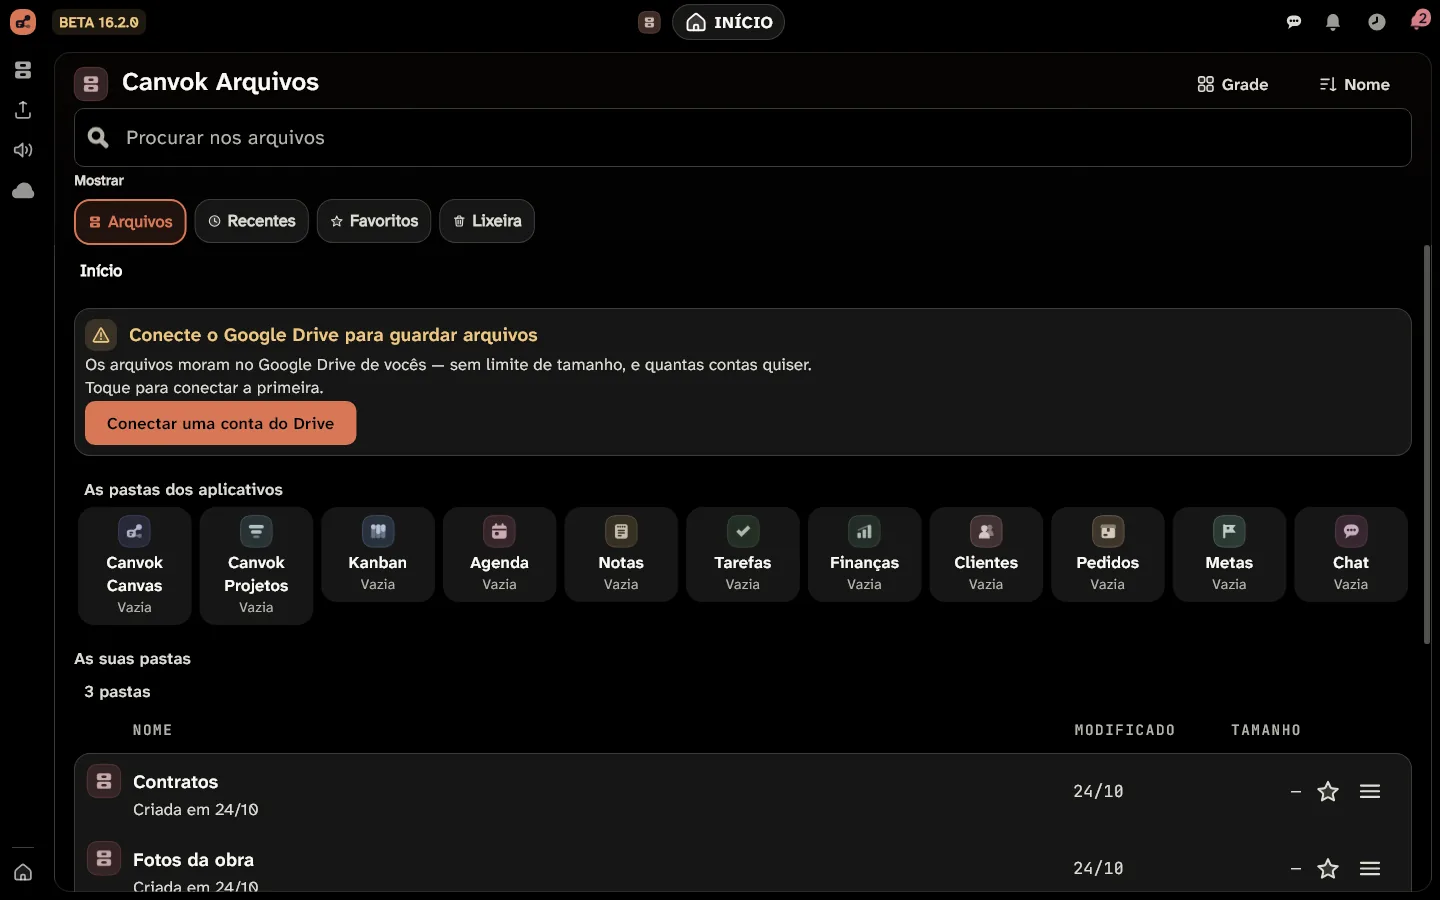 BETA 16.2.0
INÍCIO
2
Canvok Arquivos
Grade
Nome
Procurar nos arquivos
Mostrar
Arquivos
Recentes
Favoritos
Lixeira
Início
Conecte o Google Drive para guardar arquivos
Os arquivos moram no Google Drive de vocês — sem limite de tamanho, e quantas contas quiser.
Toque para conectar a primeira.
Conectar uma conta do Drive
As pastas dos aplicativos
Canvok Canvas
Vazia
Canvok Projetos
Vazia
Kanban
Vazia
Agenda
Vazia
Notas
Vazia
Tarefas
Vazia
Finanças
Vazia
Clientes
Vazia
Pedidos
Vazia
Metas
Vazia
Chat
Vazia
As suas pastas
3 pastas
NOME
MODIFICADO
TAMANHO
Contratos
Criada em 24/10
24/10
—
Fotos da obra
Criada em 24/10
24/10
—